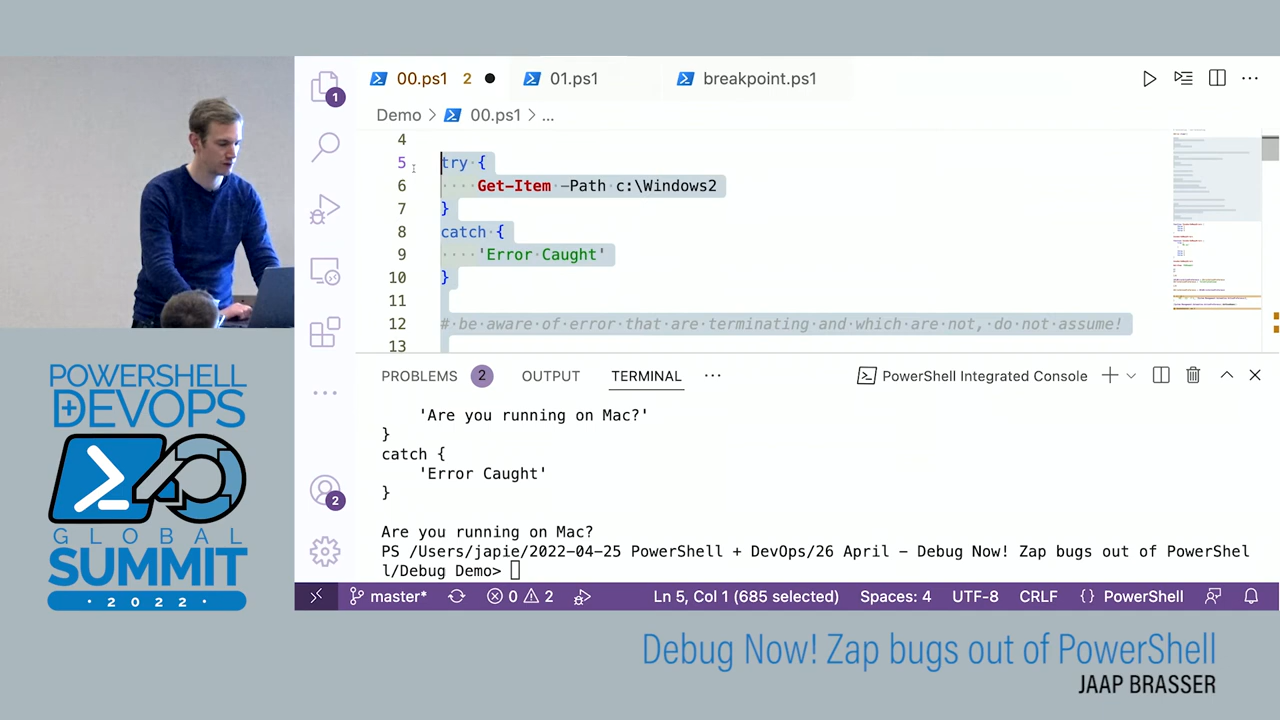 00.ps1 2 01.ps1 breakpoint.ps1
Demo > 00.ps1 > ...
4
5 try {
6 Get-Item -Path c:\Windows2
7 }
8 catch {
9 'Error Caught'
10 }
11
12 # be aware of error that are terminating and which are not, do not assume!
13
1
2
PROBLEMS 2 OUTPUT TERMINAL ... PowerShell Integrated Console
'Are you running on Mac?'
}
catch {
'Error Caught'
}
Are you running on Mac?
PS /Users/japie/2022-04-25 PowerShell + DevOps/26 April - Debug Now! Zap bugs out of PowerShel
l/Debug Demo>
master* 0 2 Ln 5, Col 1 (685 selected) Spaces: 4 UTF-8 CRLF {} PowerShell
POWERSHELL
+ DEVOPS
GLOBAL
SUMMIT
· 2022 ·
Debug Now! Zap bugs out of PowerShell
JAAP BRASSER